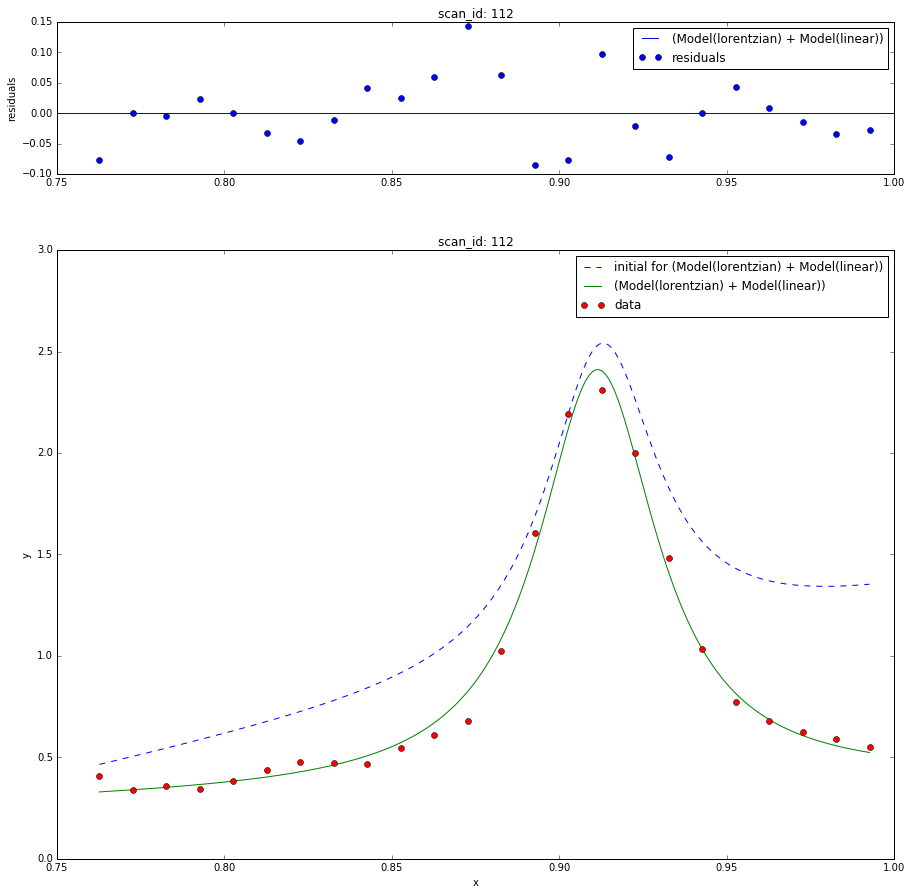 scan_id: 112
0.15
0.10
0.05
0.00
−0.05
−0.10
residuals
(Model(lorentzian) + Model(linear))
residuals
0.75 0.80 0.85 0.90 0.95 1.00
scan_id: 112
3.0
2.5
2.0
1.5
1.0
0.5
0.0
y
initial for (Model(lorentzian) + Model(linear))
(Model(lorentzian) + Model(linear))
data
0.75 0.80 0.85 0.90 0.95 1.00
x